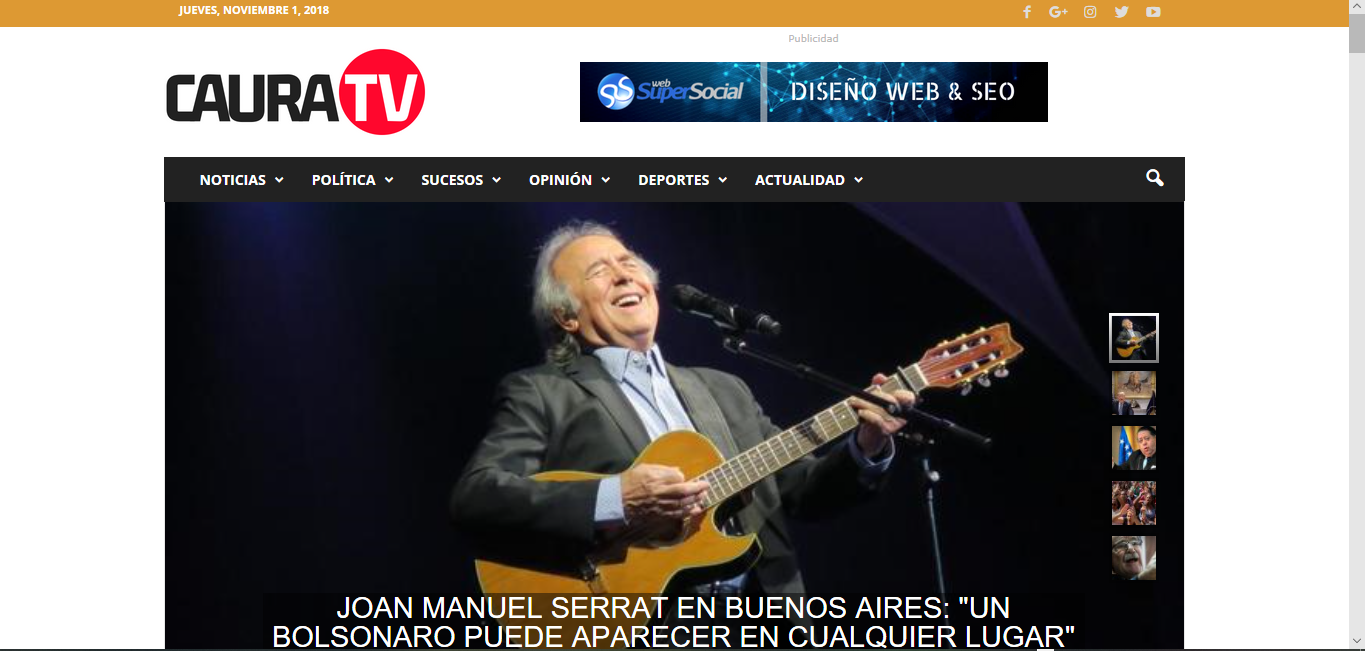 JUEVES, NOVIEMBRE 1, 2018
Publicidad
CAURATV
web
SuperSocial
DISEÑO WEB & SEO
NOTICIAS POLÍTICA SUCESOS OPINIÓN DEPORTES ACTUALIDAD
JOAN MANUEL SERRAT EN BUENOS AIRES: "UN
BOLSONARO PUEDE APARECER EN CUALQUIER LUGAR"